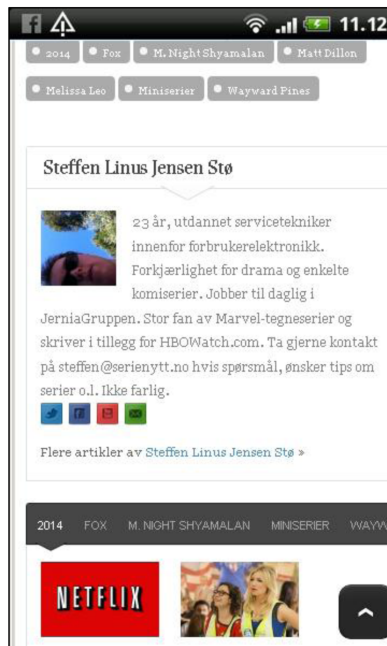 11.12
2014 Fox M. Night Shyamalan Matt Dillon
Melissa Leo Miniserier Wayward Pines
Steffen Linus Jensen Stø
23 år, utdannet servicetekniker
innenfor forbrukerelektronikk.
Forkjærlighet for drama og enkelte
komiserier. Jobber til daglig i
JerniaGruppen. Stor fan av Marvel-tegneserier og
skriver i tillegg for HBOWatch.com. Ta gjerne kontakt
på steffen@serienytt.no hvis spørsmål, ønsker tips om
serier o.l. Ikke farlig.
Flere artikler av Steffen Linus Jensen Stø »
2014 FOX M. NIGHT SHYAMALAN MINISERIER WAYW
NETFLIX